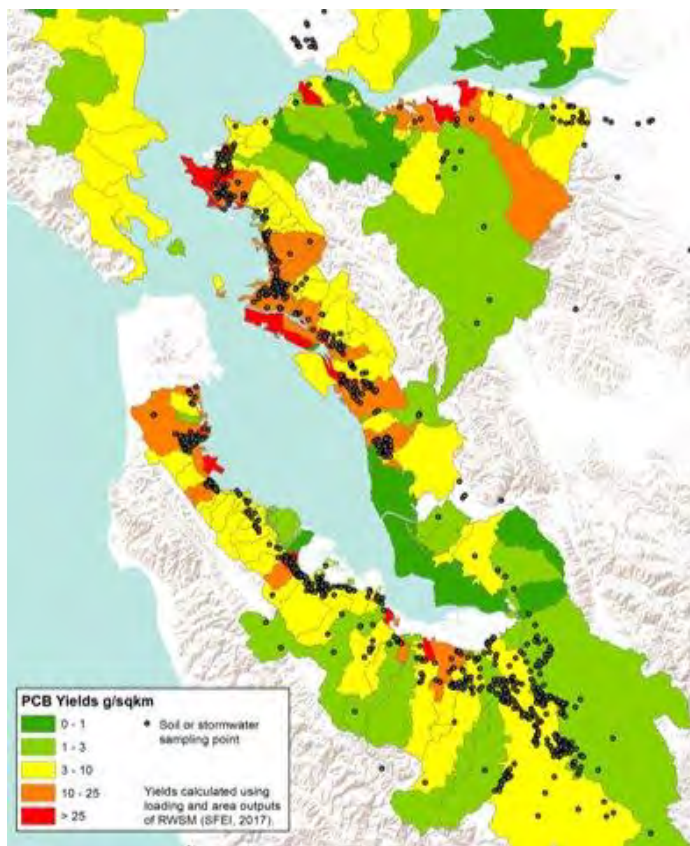 PCB Yields g/sqkm
0 - 1
1 - 3
3 - 10
10 - 25
> 25
Soil or stormwater
sampling point
Yields calculated using
loading and area outputs
of RWSM (SFEI, 2017).